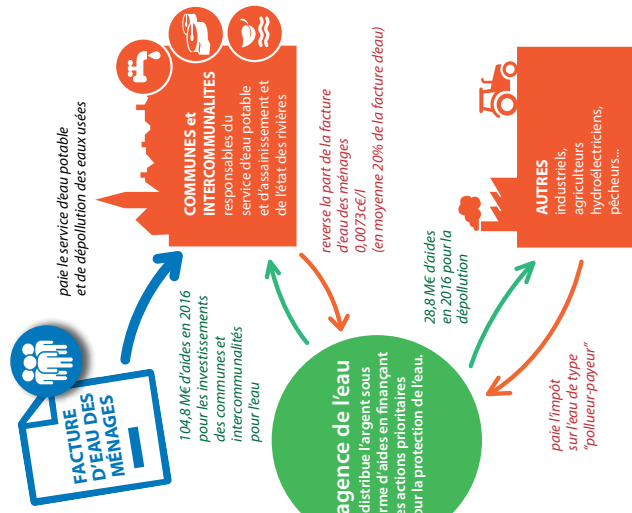 FACTURE
D'EAU DES
MÉNAGES
paie le service d'eau potable
et de dépollution des eaux usées
COMMUNES et
INTERCOMMUNALITES
responsables du
service d'eau potable
et d'assainissement et
de l'état des rivières
104,8 M€ d'aides en 2016
pour les investissements
des communes et
intercommunalités
pour l'eau
reverse la part de la facture
d'eau des ménages
0,0073c€/l
(en moyenne 20% de la facture d'eau)
agence de l'eau
distribue l'argent sous
d'aides en finançant
actions prioritaires
la protection de l'eau.
28,8 M€ d'aides
en 2016 pour la
dépollution
AUTRES
industriels,
agriculteurs
hydroélectriciens,
pêcheurs...
paie l'impôt
sur l'eau de type
“pollueur-payeur”